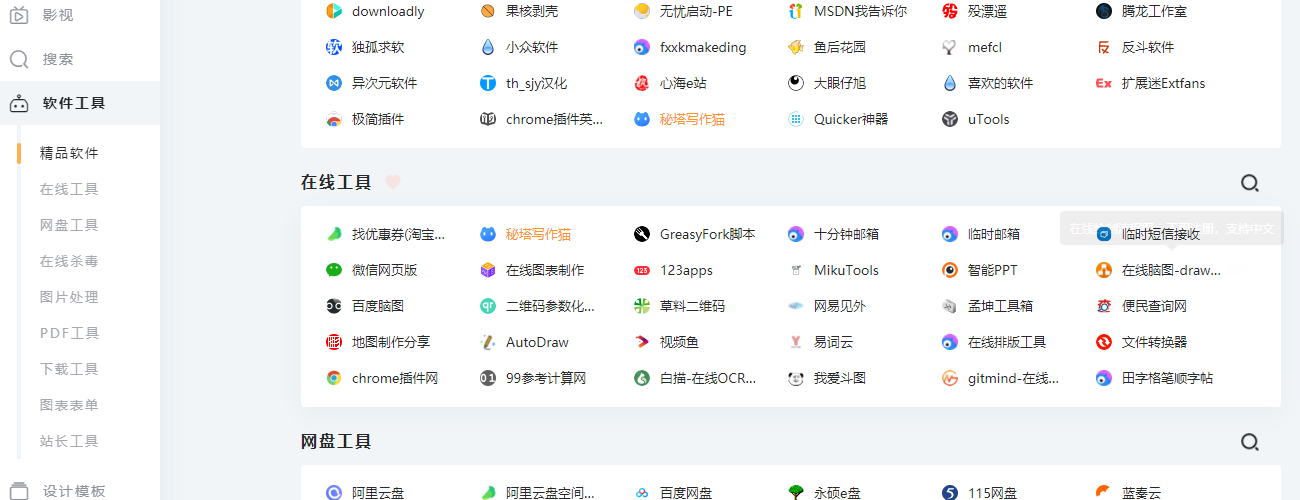 影视
搜索
软件工具
精品软件
在线工具
网盘工具
在线杀毒
图片处理
PDF工具
下载工具
图表表单
站长工具
设计模板
downloadly 果核剥壳 无忧启动-PE MSDN我告诉你 殁漂遥 腾龙工作室
独孤求软 小众软件 fxxkmakeding 鱼后花园 mefcl 反斗软件
异次元软件 th_sjy汉化 心海e站 大眼仔旭 喜欢的软件 扩展迷Extfans
极简插件 chrome插件英... 秘塔写作猫 Quicker神器 uTools
在线工具
找优惠券(淘宝... 秘塔写作猫 GreasyFork脚本 十分钟邮箱 临时邮箱 临时短信接收
微信网页版 在线图表制作 123apps MikuTools 智能PPT 在线脑图-draw...
百度脑图 二维码参数化... 草料二维码 网易见外 孟坤工具箱 便民查询网
地图制作分享 AutoDraw 视频鱼 易词云 在线排版工具 文件转换器
chrome插件网 99参考计算网 白描-在线OCR... 我爱斗图 gitmind-在线... 田字格笔顺字帖
网盘工具
阿里云盘 阿里云盘空间... 百度网盘 永硕e盘 115网盘 蓝奏云